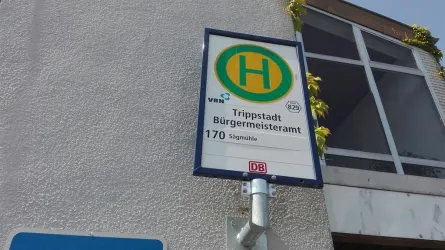 H
VRN
829
Trippstadt
Bürgermeisteramt
170 Sägmühle
DB